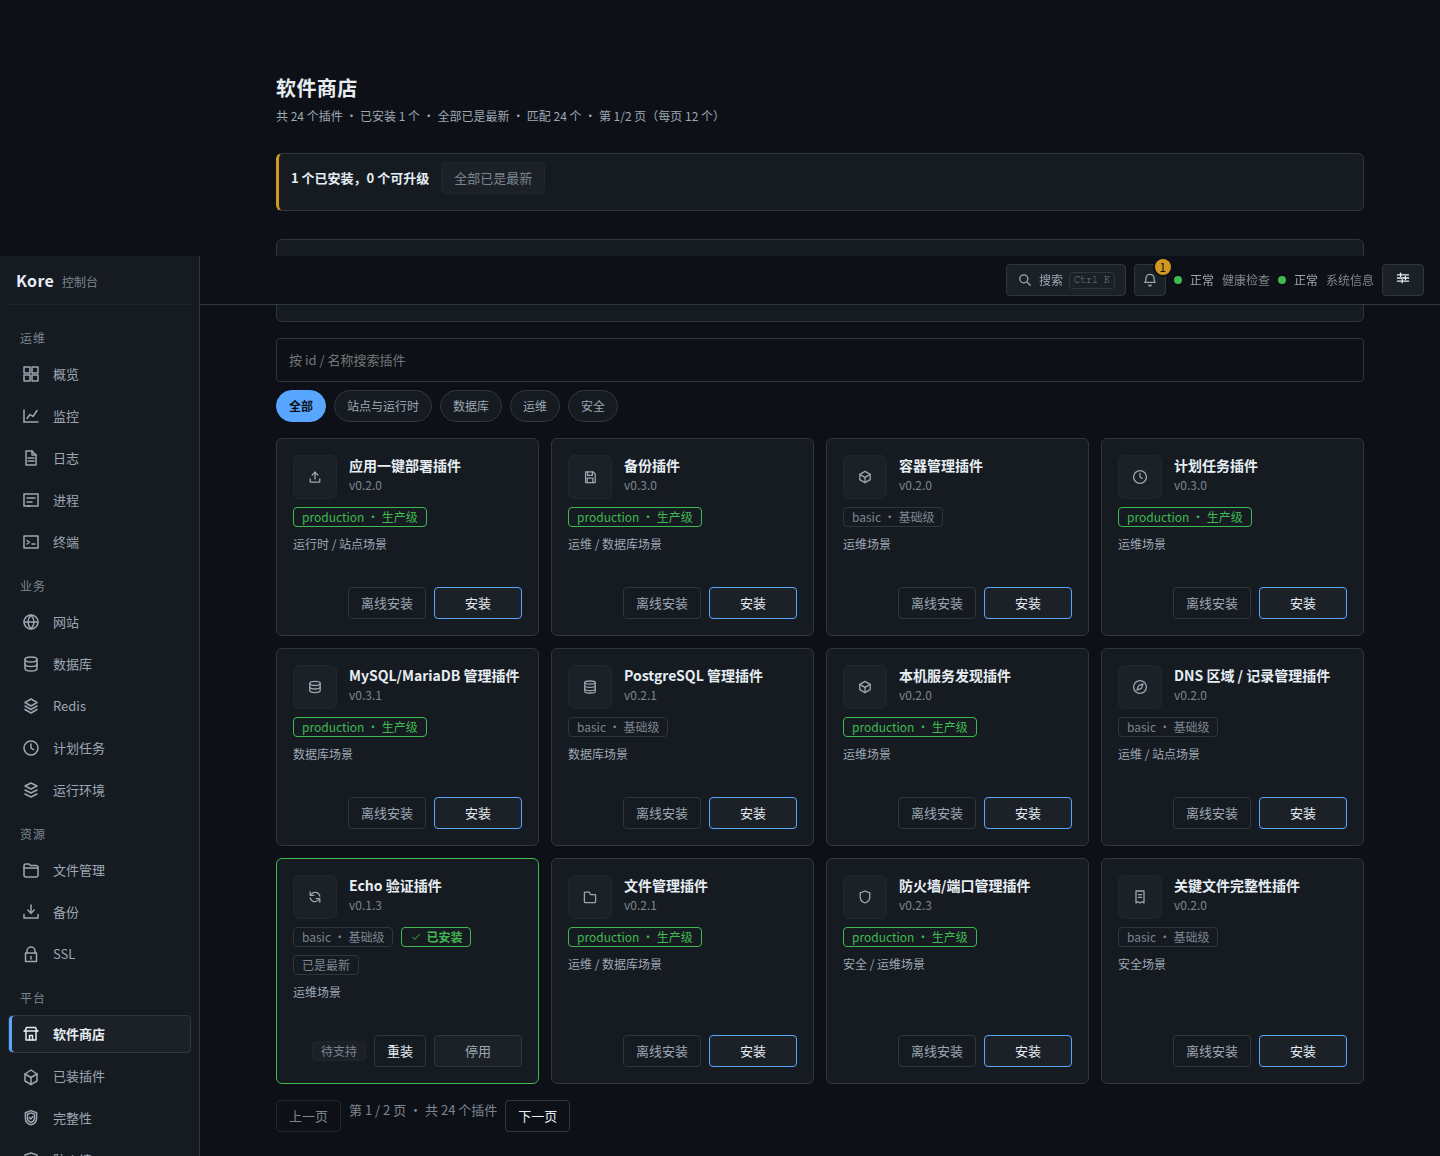 软件商店
共 24 个插件 • 已安装 1 个 • 全部已是最新 • 匹配 24 个 • 第 1/2 页（每页 12 个）
1 个已安装，0 个可升级 全部已是最新
Kore 控制台
搜索 Ctrl K 1 正常 健康检查 正常 系统信息
运维
概览
监控
日志
进程
终端
业务
网站
数据库
Redis
计划任务
运行环境
资源
文件管理
备份
SSL
平台
软件商店
已装插件
完整性
按 id / 名称搜索插件
全部 站点与运行时 数据库 运维 安全
应用一键部署插件
v0.2.0
production • 生产级
运行时 / 站点场景
离线安装 安装
备份插件
v0.3.0
production • 生产级
运维 / 数据库场景
离线安装 安装
容器管理插件
v0.2.0
basic • 基础级
运维场景
离线安装 安装
计划任务插件
v0.3.0
production • 生产级
运维场景
离线安装 安装
MySQL/MariaDB 管理插件
v0.3.1
production • 生产级
数据库场景
离线安装 安装
PostgreSQL 管理插件
v0.2.1
basic • 基础级
数据库场景
离线安装 安装
本机服务发现插件
v0.2.0
production • 生产级
运维场景
离线安装 安装
DNS 区域 / 记录管理插件
v0.2.0
basic • 基础级
运维 / 站点场景
离线安装 安装
Echo 验证插件
v0.1.3
basic • 基础级 ✓ 已安装
已是最新
运维场景
待支持 重装 停用
文件管理插件
v0.2.1
production • 生产级
运维 / 数据库场景
离线安装 安装
防火墙/端口管理插件
v0.2.3
production • 生产级
安全 / 运维场景
离线安装 安装
关键文件完整性插件
v0.2.0
basic • 基础级
安全场景
离线安装 安装
上一页 第 1 / 2 页 • 共 24 个插件 下一页